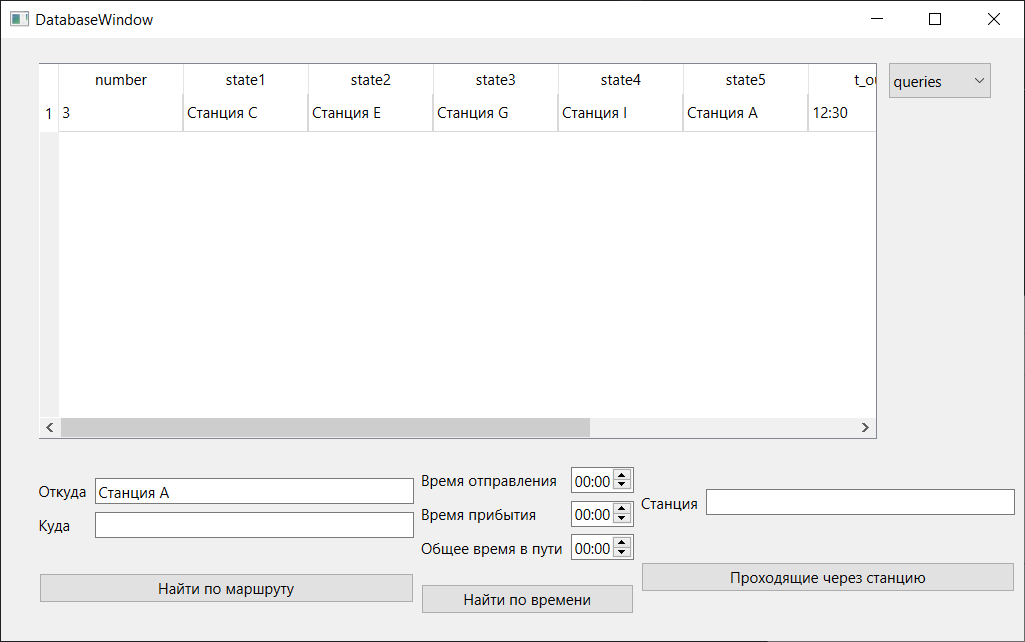 DatabaseWindow
number state1 state2 state3 state4 state5 t_ou
queries
1 3 Станция C Станция E Станция G Станция I Станция A 12:30
Откуда Станция A
Куда
Найти по маршруту
Время отправления 00:00
Время прибытия 00:00
Общее время в пути 00:00
Найти по времени
Станция
Проходящие через станцию